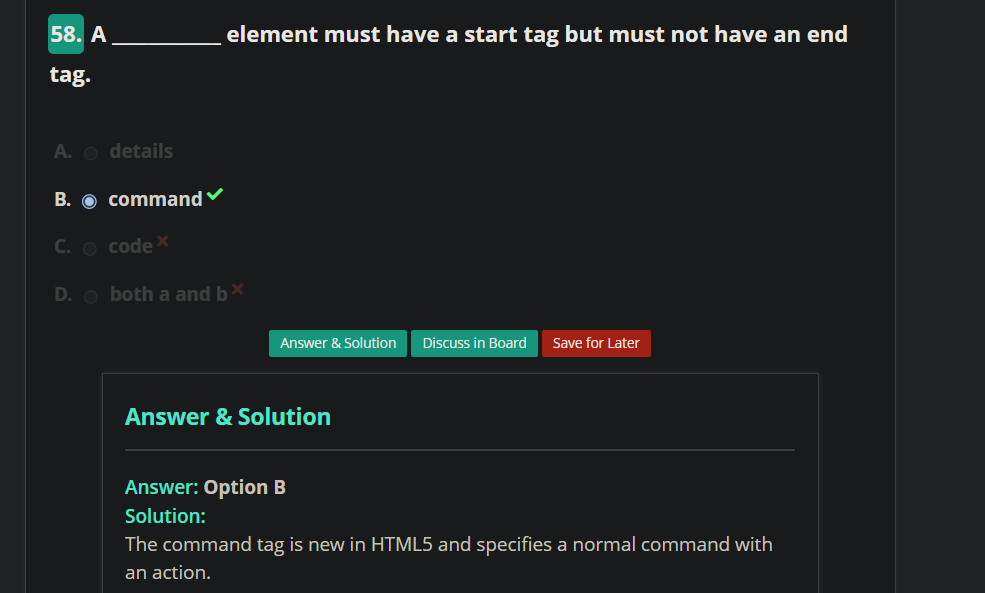 58. A __________ element must have a start tag but must not have an end
tag.
A. details
B. command
C. code
D. both a and b
Answer & Solution Discuss in Board Save for Later
Answer & Solution
Answer: Option B
Solution:
The command tag is new in HTML5 and specifies a normal command with
an action.